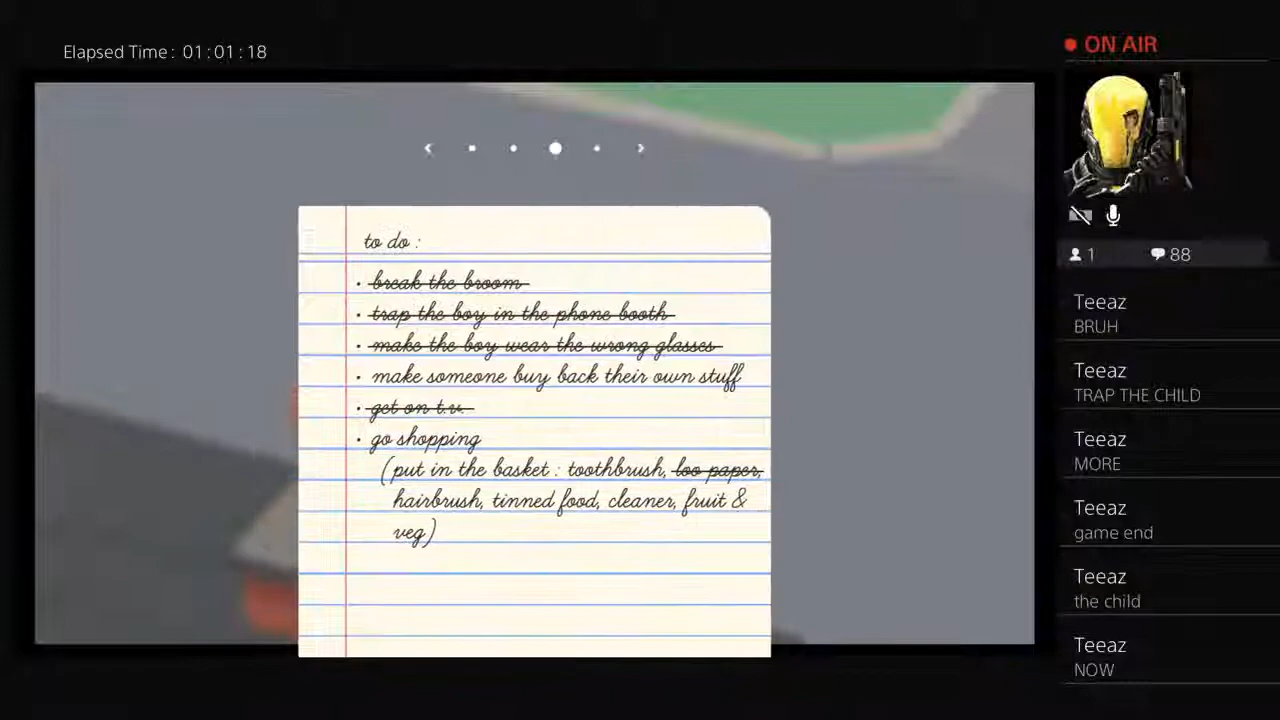 Elapsed Time: 01:01:18
ON AIR
to do :
• break the broom
• trap the boy in the phone booth
• make the boy wear the wrong glasses
• make someone buy back their own stuff
• get on t.v.
• go shopping
(put in the basket : toothbrush, loo paper,
hairbrush, tinned food, cleaner, fruit &
veg)
1
88
Teeaz
BRUH
Teeaz
TRAP THE CHILD
Teeaz
MORE
Teeaz
game end
Teeaz
the child
Teeaz
NOW